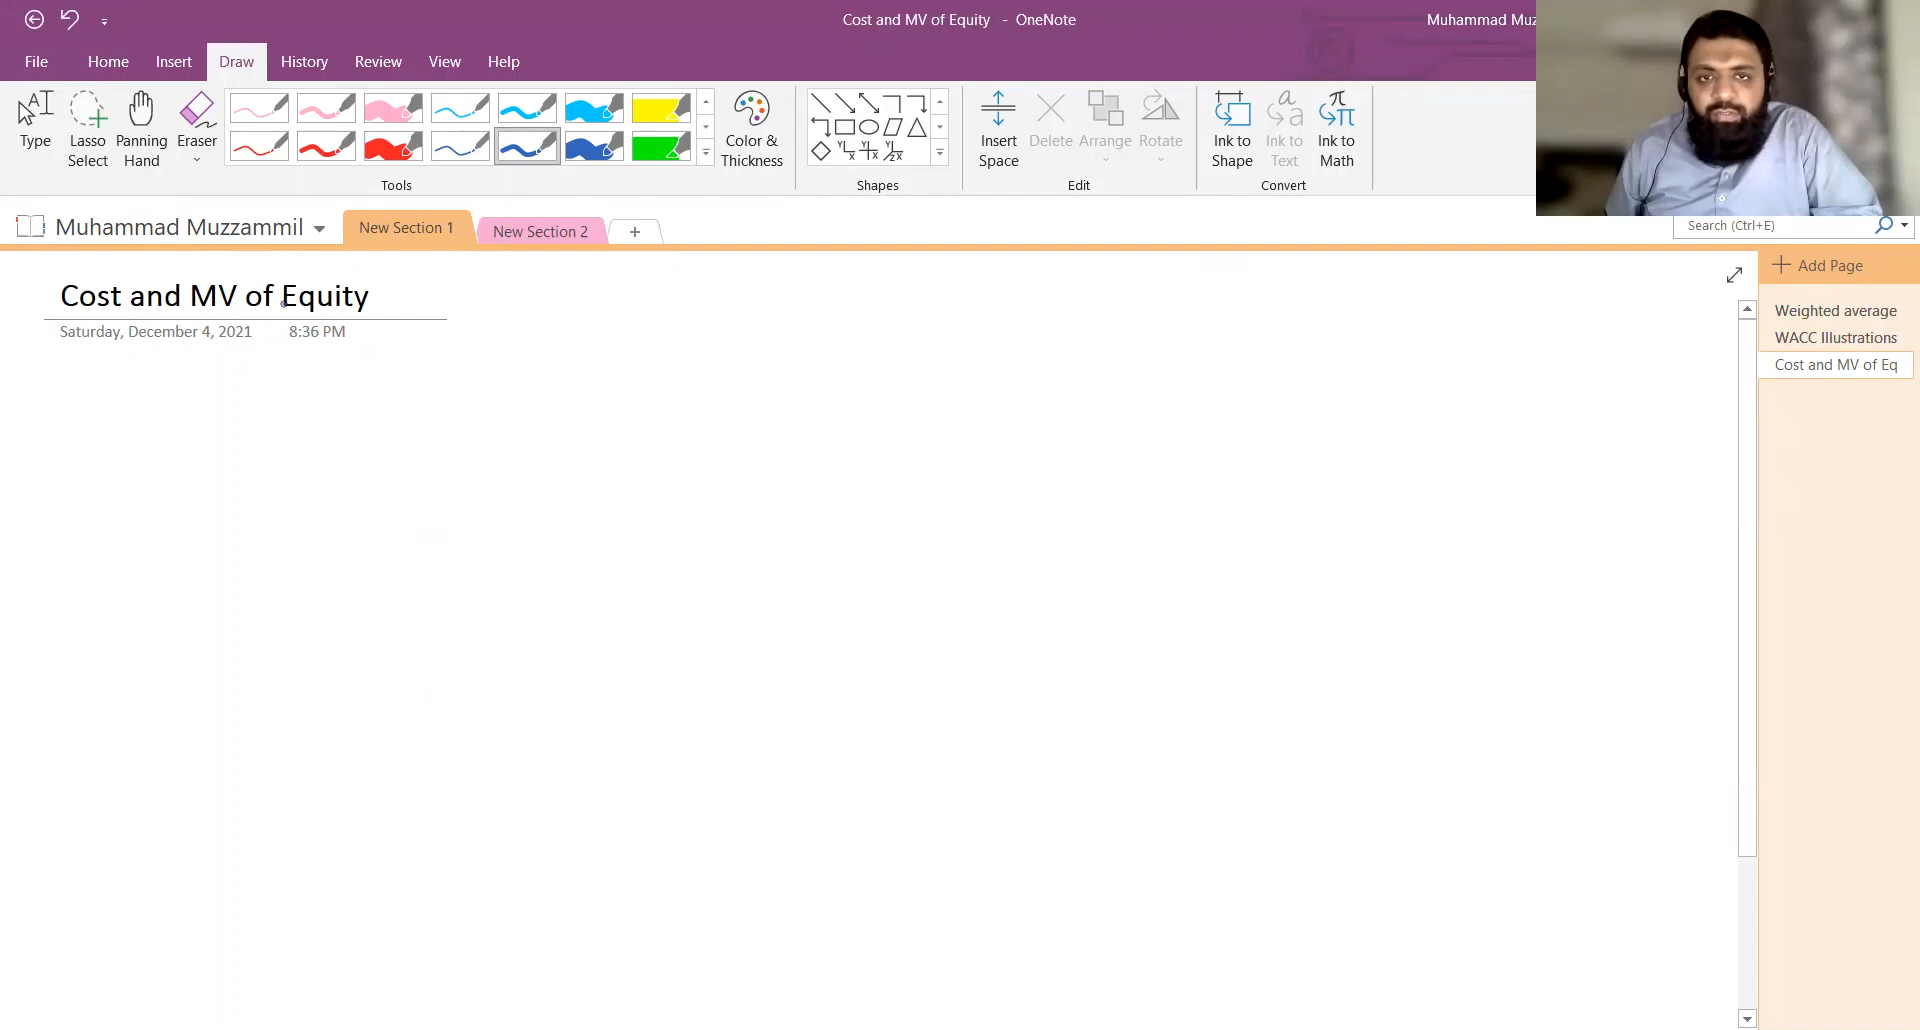 Cost and MV of Equity - OneNote
Muhammad Muz
File Home Insert Draw History Review View Help
Type
Lasso Select
Panning Hand
Eraser
Color & Thickness
Insert Space
Delete
Arrange
Rotate
Ink to Shape
Ink to Text
Ink to Math
Tools
Shapes
Edit
Convert
Muhammad Muzzammil
New Section 1
New Section 2
Search (Ctrl+E)
Add Page
Cost and MV of Equity
Saturday, December 4, 2021 8:36 PM
Weighted average
WACC Illustrations
Cost and MV of Eq